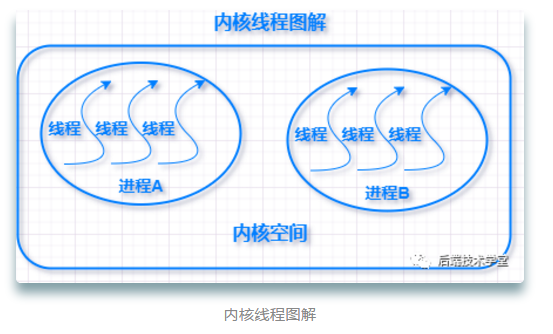 内核线程图解
线程 线程 线程
进程A
线程 线程 线程
进程B
内核空间
后端技术学堂
内核线程图解